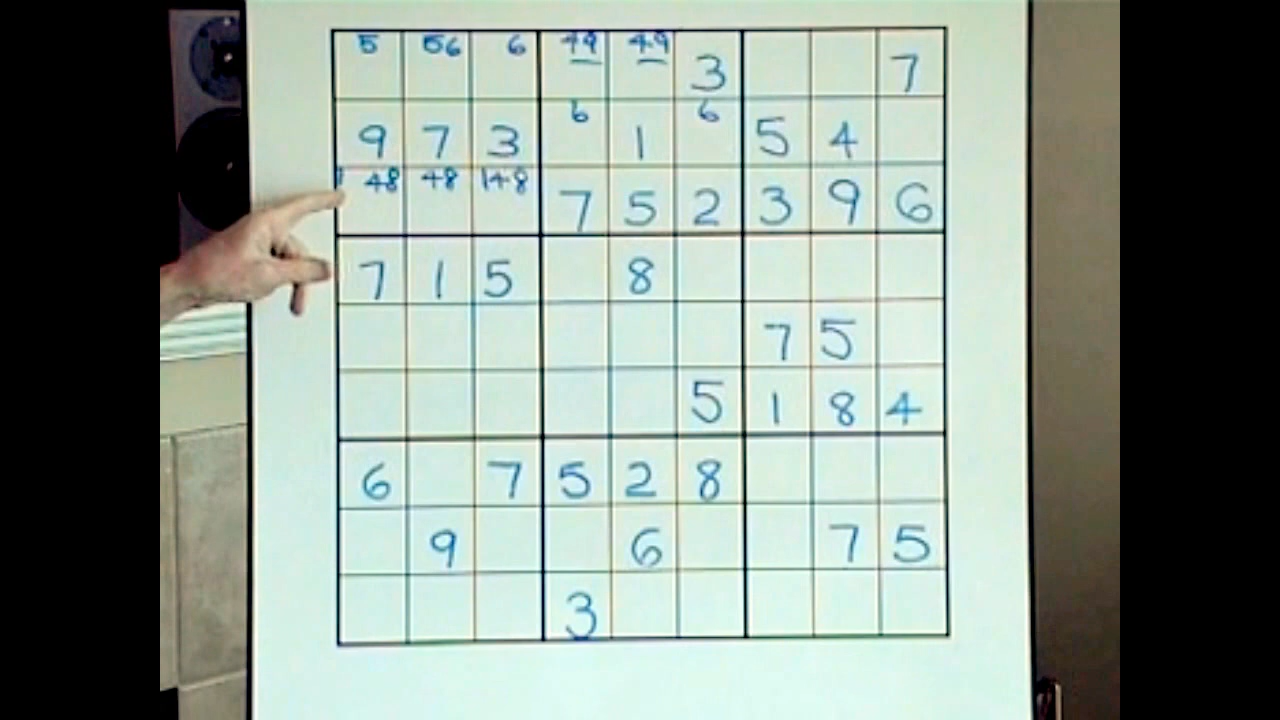 5 56 6 49 49 3 7
9 7 3 6 1 6 5 4
1 48 48 148 7 5 2 3 9 6
7 1 5 8
7 5
5 1 8 4
6 7 5 2 8
9 6 7 5
3